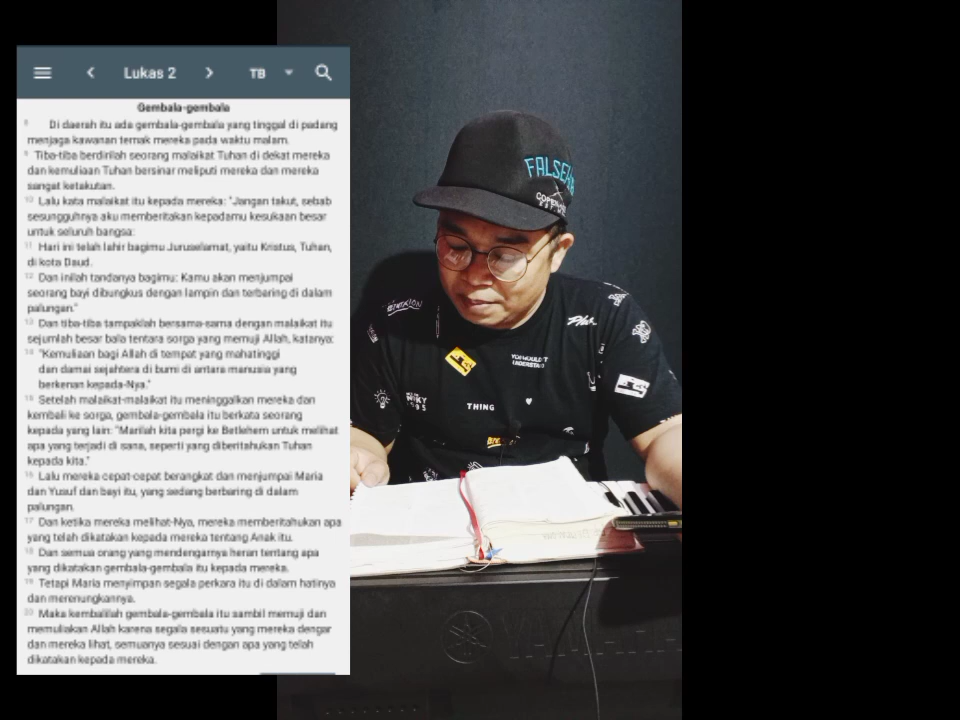 Lukas 2
TB
Gembala-gembala
8 Di daerah itu ada gembala-gembala yang tinggal di padang
menjaga kawanan ternak mereka pada waktu malam.
9 Tiba-tiba berdirilah seorang malaikat Tuhan di dekat mereka
dan kemuliaan Tuhan bersinar meliputi mereka dan mereka
sangat ketakutan.
10 Lalu kata malaikat itu kepada mereka: "Jangan takut, sebab
sesungguhnya aku memberitakan kepadamu kesukaan besar
untuk seluruh bangsa:
11 Hari ini telah lahir bagimu Juruselamat, yaitu Kristus, Tuhan,
di kota Daud.
12 Dan inilah tandanya bagimu: Kamu akan menjumpai
seorang bayi dibungkus dengan lampin dan terbaring di dalam
palungan."
13 Dan tiba-tiba tampaklah bersama-sama dengan malaikat itu
sejumlah besar bala tentara sorga yang memuji Allah, katanya:
14 "Kemuliaan bagi Allah di tempat yang mahatinggi
dan damai sejahtera di bumi di antara manusia yang
berkenan kepada-Nya."
15 Setelah malaikat-malaikat itu meninggalkan mereka dan
kembali ke sorga, gembala-gembala itu berkata seorang
kepada yang lain: "Marilah kita pergi ke Betlehem untuk melihat
apa yang terjadi di sana, seperti yang diberitahukan Tuhan
kepada kita."
16 Lalu mereka cepat-cepat berangkat dan menjumpai Maria
dan Yusuf dan bayi itu, yang sedang berbaring di dalam
palungan.
17 Dan ketika mereka melihat-Nya, mereka memberitahukan apa
yang telah dikatakan kepada mereka tentang Anak itu.
18 Dan semua orang yang mendengarnya heran tentang apa
yang dikatakan gembala-gembala itu kepada mereka.
19 Tetapi Maria menyimpan segala perkara itu di dalam hatinya
dan merenungkannya.
20 Maka kembalilah gembala-gembala itu sambil memuji dan
memuliakan Allah karena segala sesuatu yang mereka dengar
dan mereka lihat, semuanya sesuai dengan apa yang telah
dikatakan kepada mereka.
THING
YAMAHA